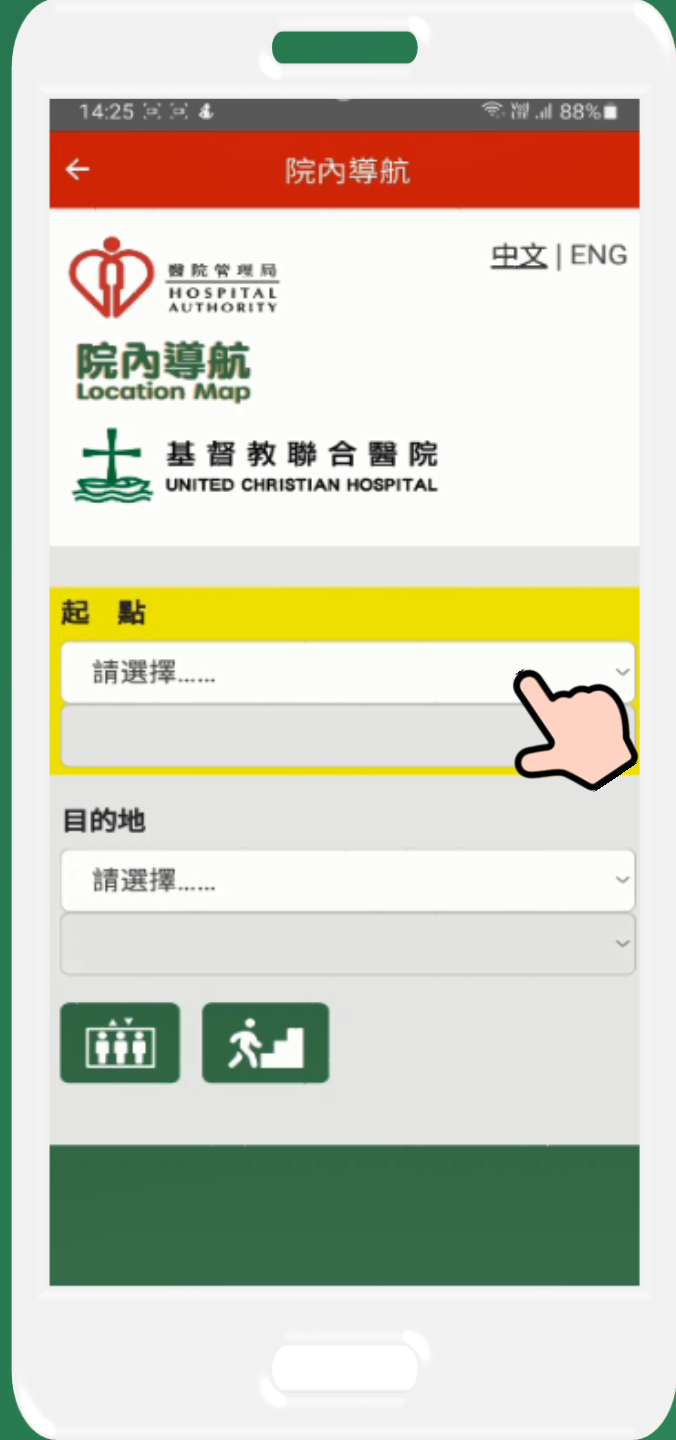 14:25 88%
院內導航
中文 | ENG
醫院管理局
HOSPITAL
AUTHORITY
院內導航
Location Map
基督教聯合醫院
UNITED CHRISTIAN HOSPITAL
起 點
請選擇......
目的地
請選擇......